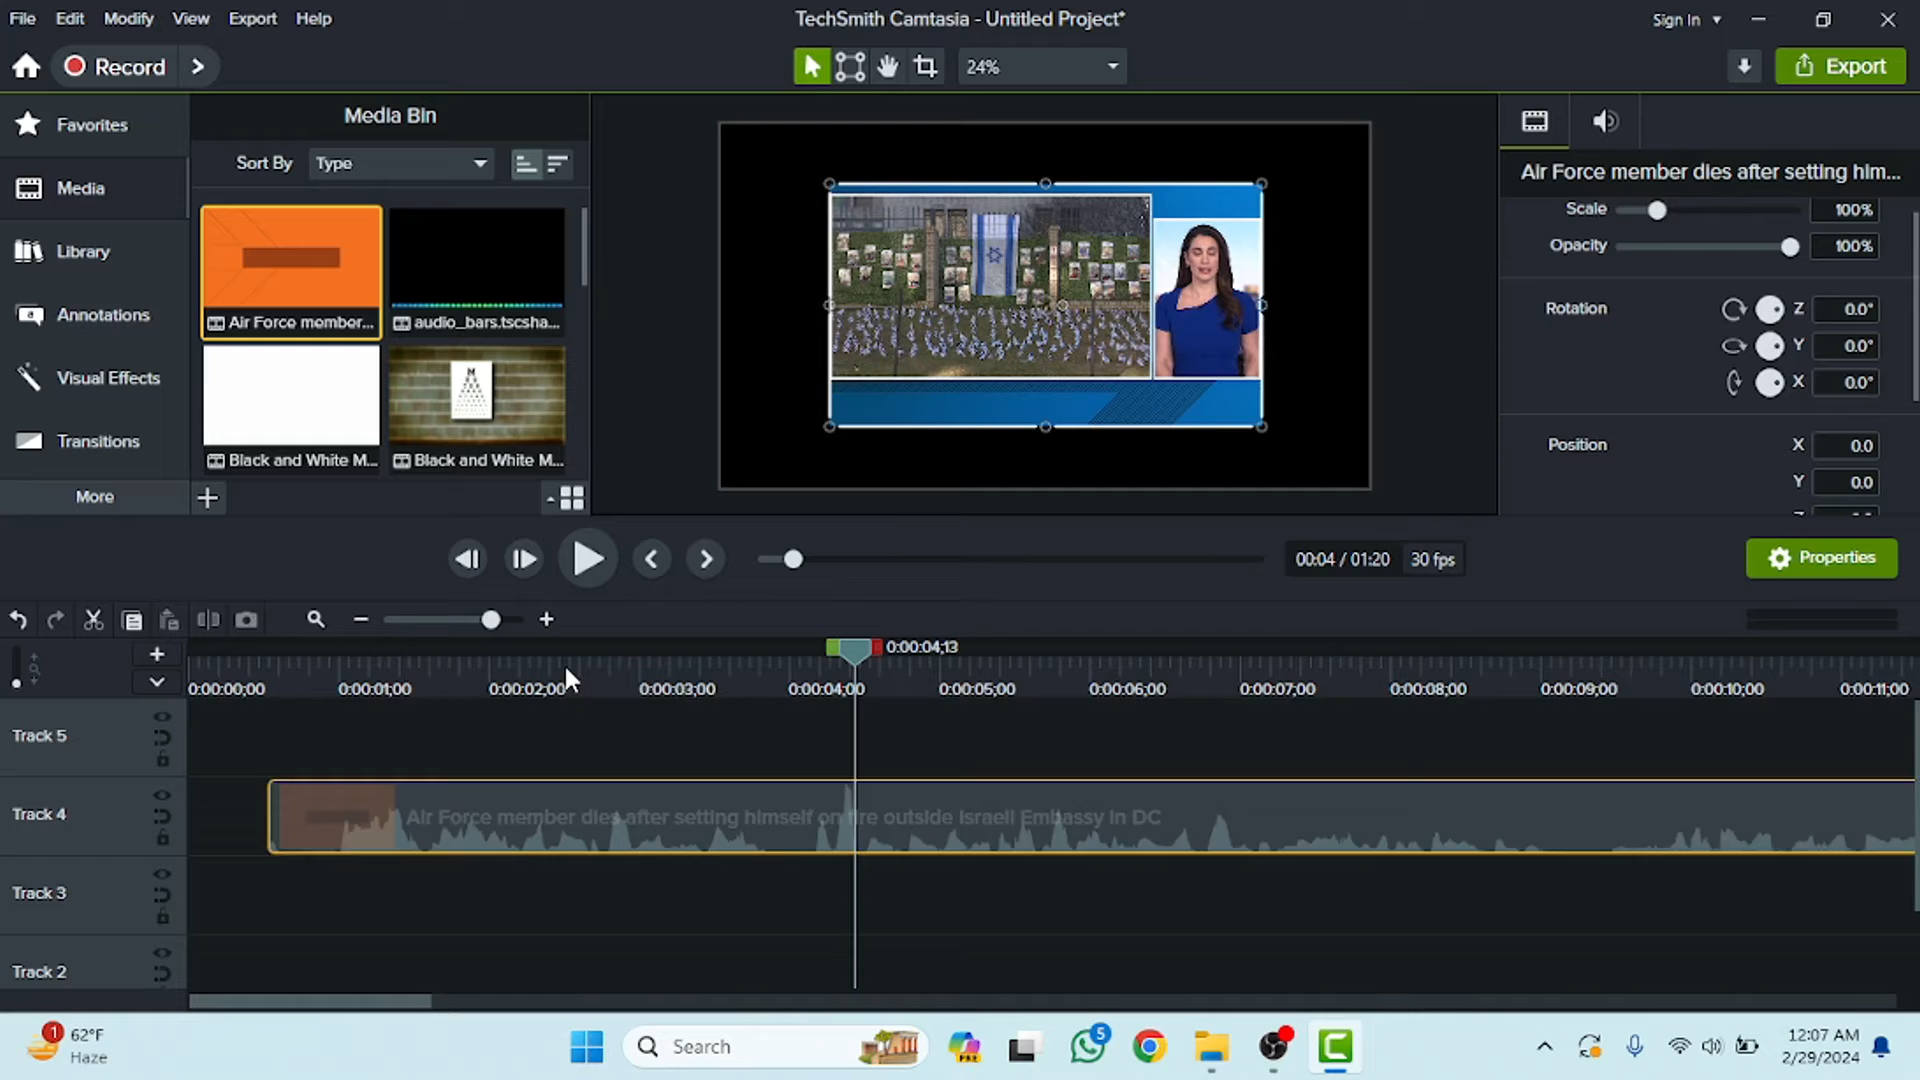 File Edit Modify View Export Help
TechSmith Camtasia - Untitled Project*
Sign In
Record
24%
Export
Favorites
Media
Library
Annotations
Visual Effects
Transitions
More
Media Bin
Sort By Type
Air Force member...
audio_bars.tscsha...
Black and White M...
Black and White M...
Air Force member dies after setting him...
Scale 100%
Opacity 100%
Rotation Z 0.0°
Y 0.0°
X 0.0°
Position X 0.0
Y 0.0
00:04 / 01:20 30 fps
Properties
0:00:04;13
0:00:00;00 0:00:01;00 0:00:02;00 0:00:03;00 0:00:04;00 0:00:05;00 0:00:06;00 0:00:07;00 0:00:08;00 0:00:09;00 0:00:10;00 0:00:11;00
Track 5
Track 4
Air Force member dies after setting himself on fire outside Israeli Embassy in DC
Track 3
Track 2
1
62°F
Haze
Search
PRE
5
12:07 AM
2/29/2024